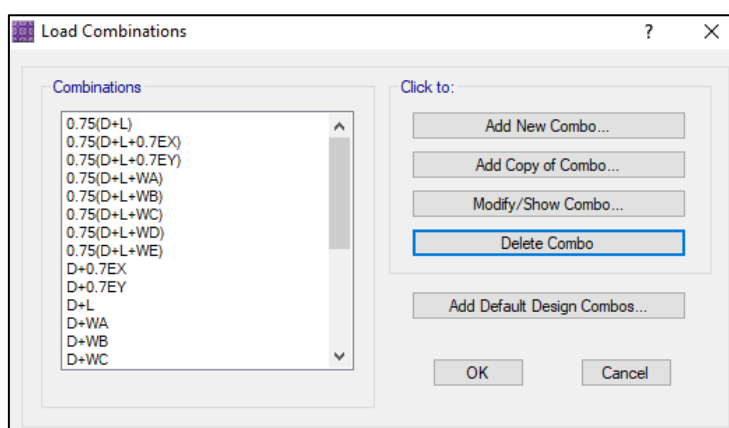 Load Combinations
?
Combinations
0.75(D+L)
0.75(D+L+0.7EX)
0.75(D+L+0.7EY)
0.75(D+L+WA)
0.75(D+L+WB)
0.75(D+L+WC)
0.75(D+L+WD)
0.75(D+L+WE)
D+0.7EX
D+0.7EY
D+L
D+WA
D+WB
D+WC
Click to:
Add New Combo...
Add Copy of Combo...
Modify/Show Combo...
Delete Combo
Add Default Design Combos...
OK
Cancel